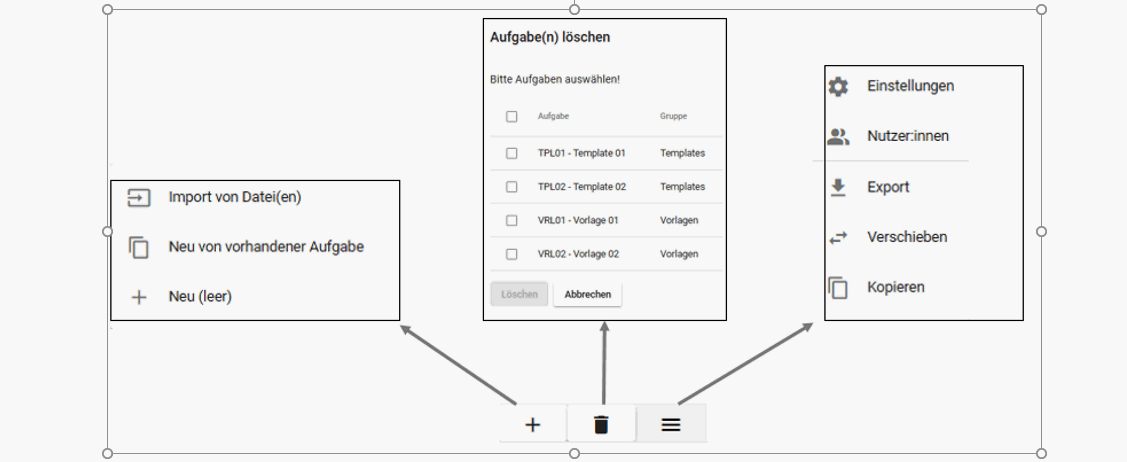 Aufgabe(n) löschen
Bitte Aufgaben auswählen!
Aufgabe Gruppe
TPL01 - Template 01 Templates
TPL02 - Template 02 Templates
VRL01 - Vorlage 01 Vorlagen
VRL02 - Vorlage 02 Vorlagen
Löschen Abbrechen
Import von Datei(en)
Neu von vorhandener Aufgabe
Neu (leer)
Einstellungen
Nutzer:innen
Export
Verschieben
Kopieren